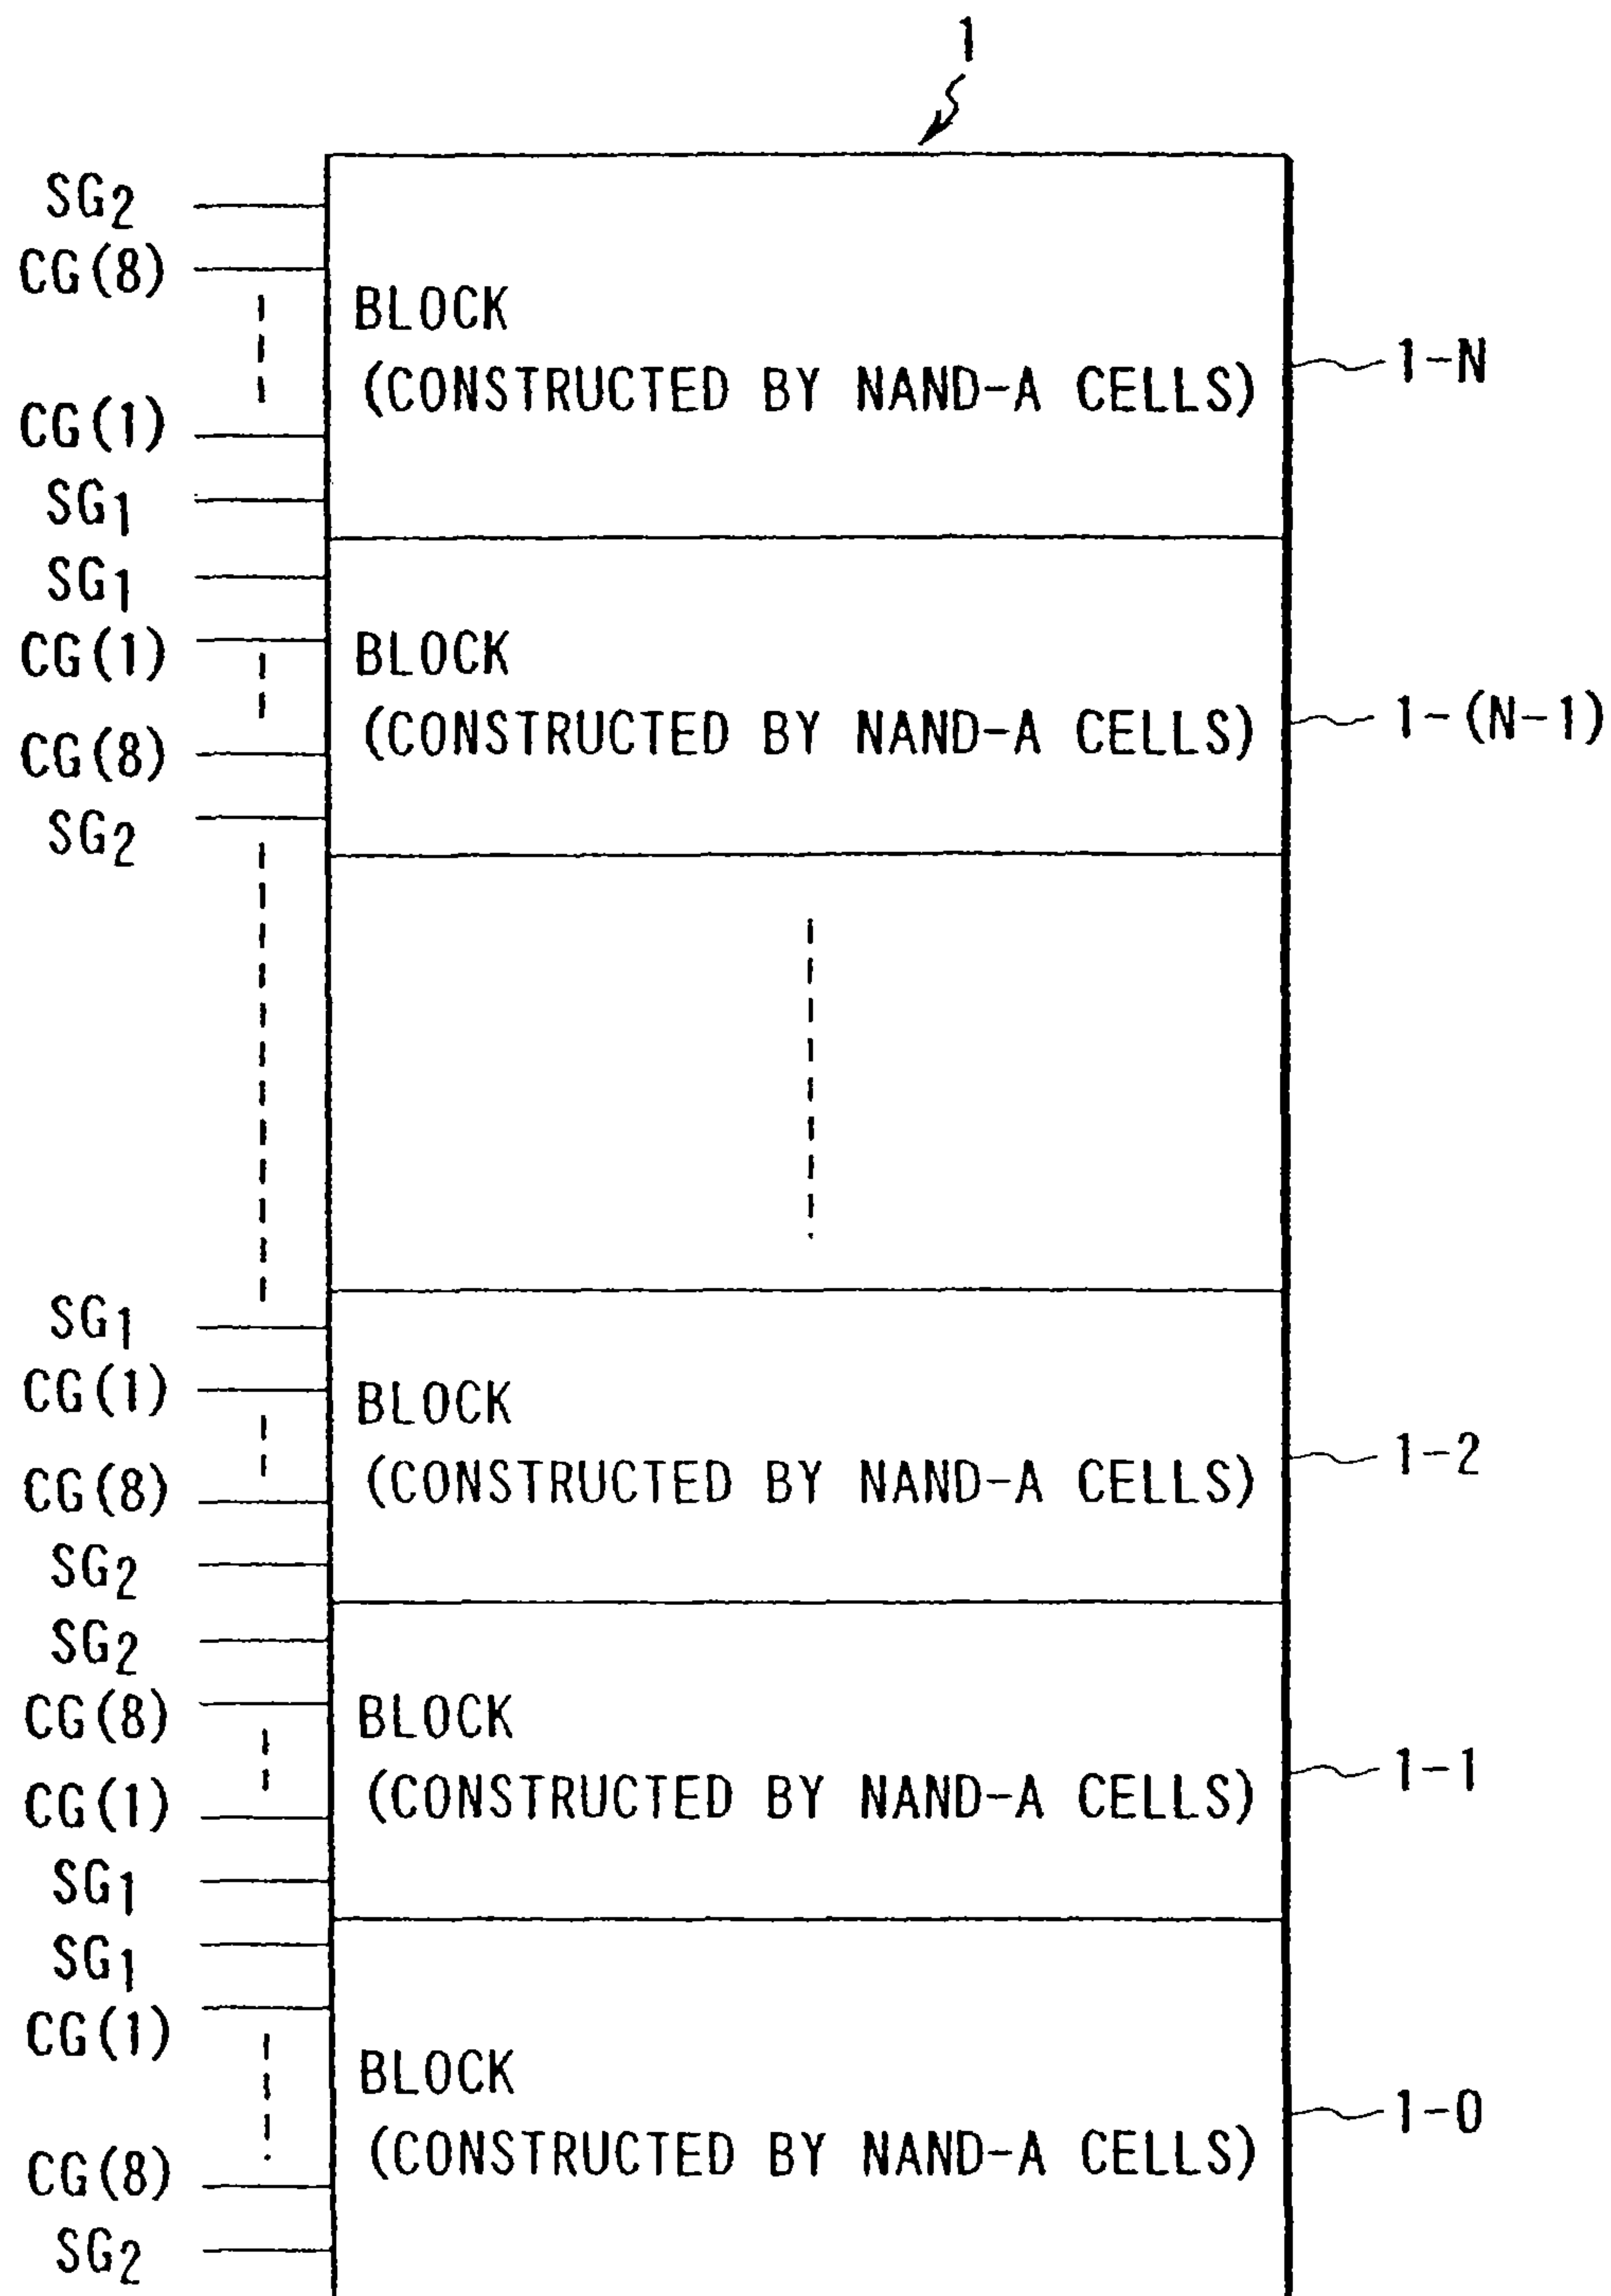 1
SG2
CG(8)
BLOCK
(CONSTRUCTED BY NAND-A CELLS)
1-N
CG(1)
SG1
SG1
CG(1)
BLOCK
(CONSTRUCTED BY NAND-A CELLS)
1-(N-1)
CG(8)
SG2
SG1
CG(1)
BLOCK
(CONSTRUCTED BY NAND-A CELLS)
1-2
CG(8)
SG2
SG2
CG(8)
BLOCK
(CONSTRUCTED BY NAND-A CELLS)
1-1
CG(1)
SG1
SG1
CG(1)
BLOCK
(CONSTRUCTED BY NAND-A CELLS)
1-0
CG(8)
SG2